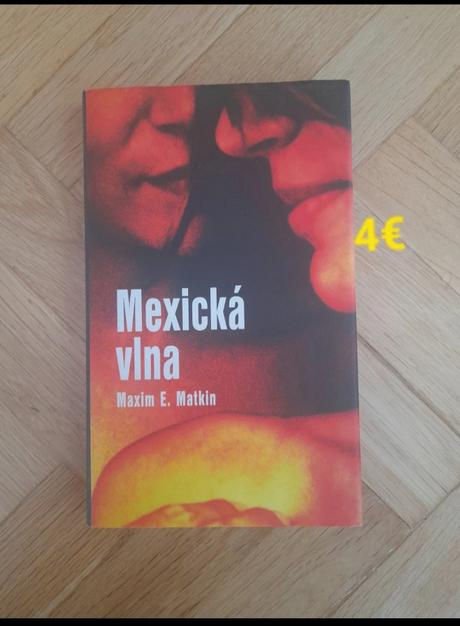 4€
Mexická
vlna
Maxim E. Matkin